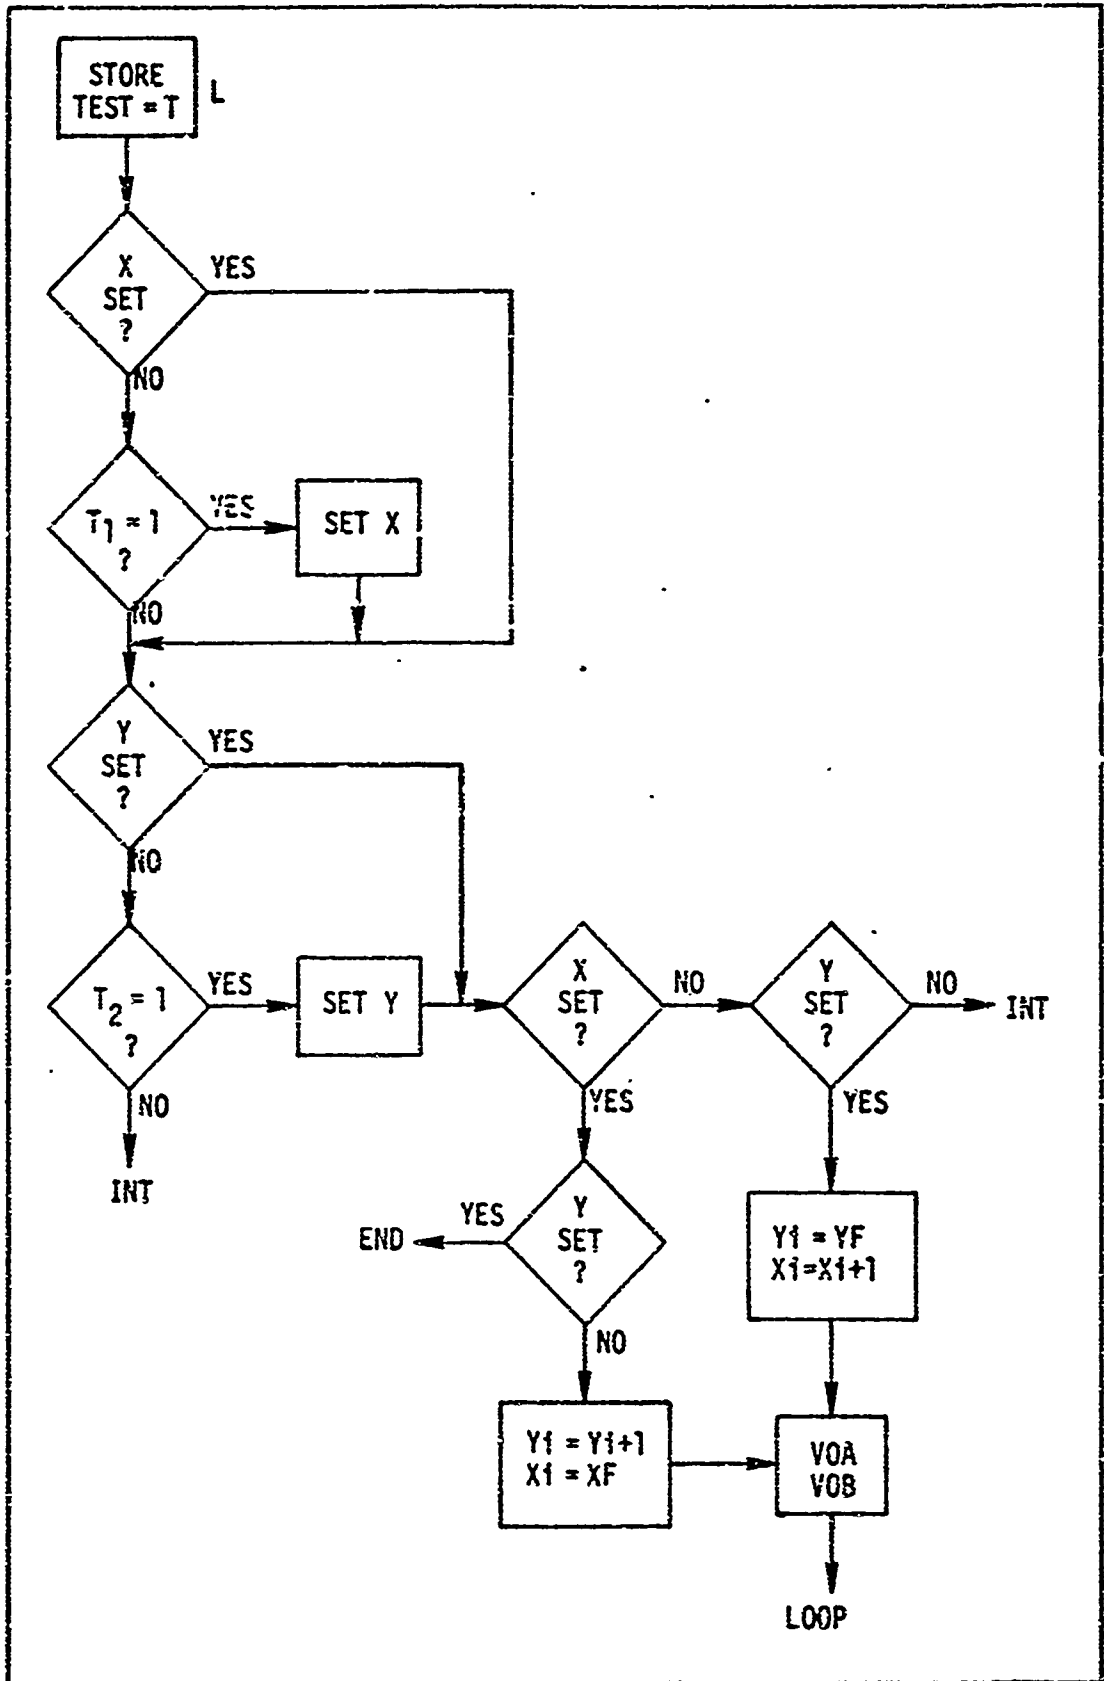 STORE
TEST = T
L
X
SET
?
YES
NO
T1 = 1
?
YES
SET X
NO
Y
SET
?
YES
NO
T2 = 1
?
YES
SET Y
NO
INT
X
SET
?
NO
Y
SET
?
NO
INT
YES
YES
Y
SET
?
YES
END
NO
Yi = YF
Xi=Xi+1
Yi = Yi+1
Xi = XF
VOA
VOB
LOOP